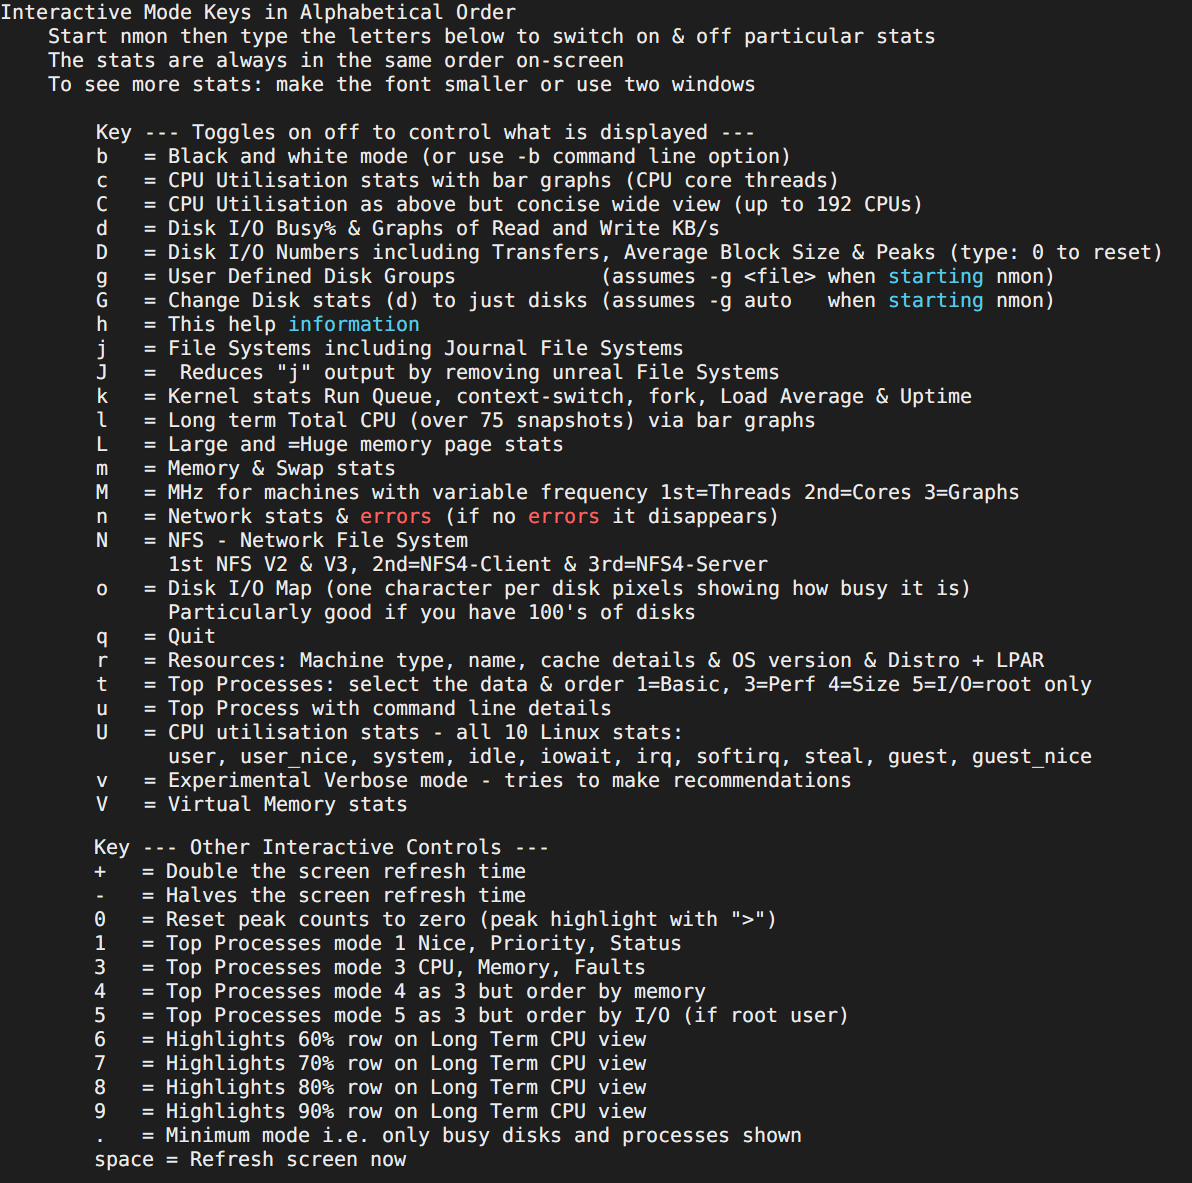 Interactive Mode Keys in Alphabetical Order
    Start nmon then type the letters below to switch on & off particular stats
    The stats are always in the same order on-screen
    To see more stats: make the font smaller or use two windows

        Key --- Toggles on off to control what is displayed ---
        b   = Black and white mode (or use -b command line option)
        c   = CPU Utilisation stats with bar graphs (CPU core threads)
        C   = CPU Utilisation as above but concise wide view (up to 192 CPUs)
        d   = Disk I/O Busy% & Graphs of Read and Write KB/s
        D   = Disk I/O Numbers including Transfers, Average Block Size & Peaks (type: 0 to reset)
        g   = User Defined Disk Groups            (assumes -g <file> when starting nmon)
        G   = Change Disk stats (d) to just disks (assumes -g auto   when starting nmon)
        h   = This help information
        j   = File Systems including Journal File Systems
        J   =  Reduces "j" output by removing unreal File Systems
        k   = Kernel stats Run Queue, context-switch, fork, Load Average & Uptime
        l   = Long term Total CPU (over 75 snapshots) via bar graphs
        L   = Large and =Huge memory page stats
        m   = Memory & Swap stats
        M   = MHz for machines with variable frequency 1st=Threads 2nd=Cores 3=Graphs
        n   = Network stats & errors (if no errors it disappears)
        N   = NFS - Network File System
              1st NFS V2 & V3, 2nd=NFS4-Client & 3rd=NFS4-Server
        o   = Disk I/O Map (one character per disk pixels showing how busy it is)
              Particularly good if you have 100's of disks
        q   = Quit
        r   = Resources: Machine type, name, cache details & OS version & Distro + LPAR
        t   = Top Processes: select the data & order 1=Basic, 3=Perf 4=Size 5=I/O=root only
        u   = Top Process with command line details
        U   = CPU utilisation stats - all 10 Linux stats:
              user, user_nice, system, idle, iowait, irq, softirq, steal, guest, guest_nice
        v   = Experimental Verbose mode - tries to make recommendations
        V   = Virtual Memory stats

        Key --- Other Interactive Controls ---
        +   = Double the screen refresh time
        -   = Halves the screen refresh time
        0   = Reset peak counts to zero (peak highlight with ">")
        1   = Top Processes mode 1 Nice, Priority, Status
        3   = Top Processes mode 3 CPU, Memory, Faults
        4   = Top Processes mode 4 as 3 but order by memory
        5   = Top Processes mode 5 as 3 but order by I/O (if root user)
        6   = Highlights 60% row on Long Term CPU view
        7   = Highlights 70% row on Long Term CPU view
        8   = Highlights 80% row on Long Term CPU view
        9   = Highlights 90% row on Long Term CPU view
        .   = Minimum mode i.e. only busy disks and processes shown
        space = Refresh screen now